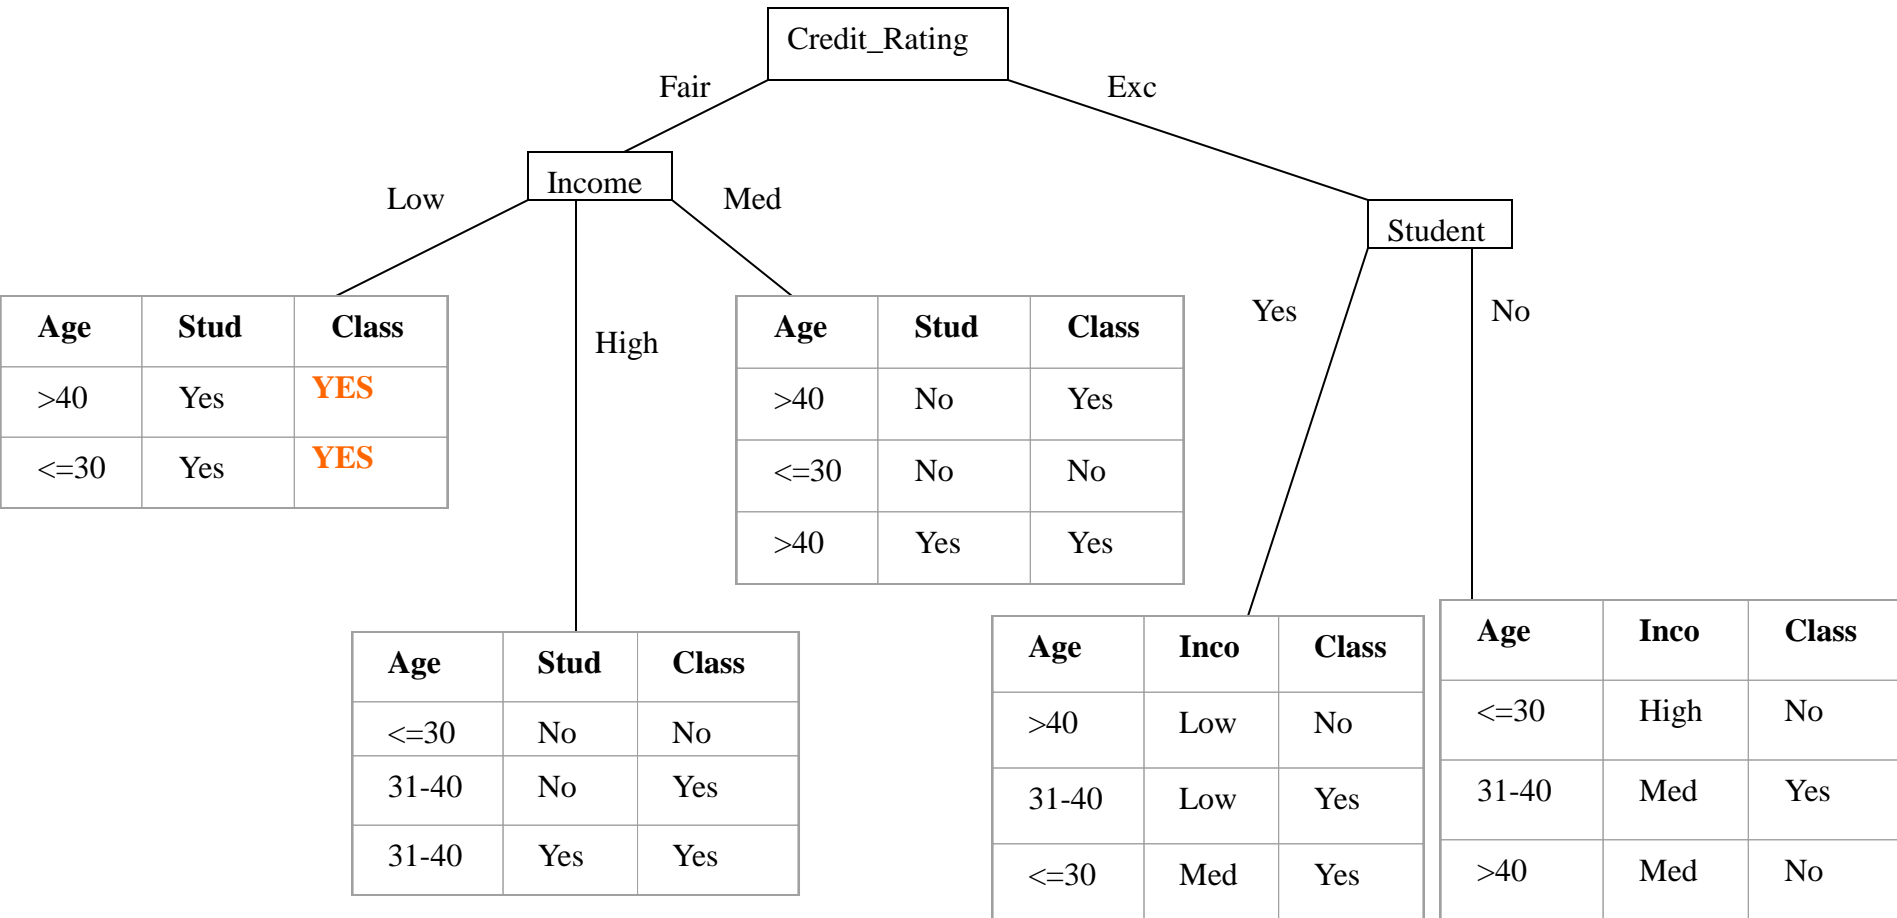 Credit_Rating
Fair
Exc
Income
Low
Med
Student
High
Yes
No
Age Stud Class
>40 Yes YES
<=30 Yes YES
Age Stud Class
>40 No Yes
<=30 No No
>40 Yes Yes
Age Stud Class
<=30 No No
31-40 No Yes
31-40 Yes Yes
Age Inco Class
>40 Low No
31-40 Low Yes
<=30 Med Yes
Age Inco Class
<=30 High No
31-40 Med Yes
>40 Med No